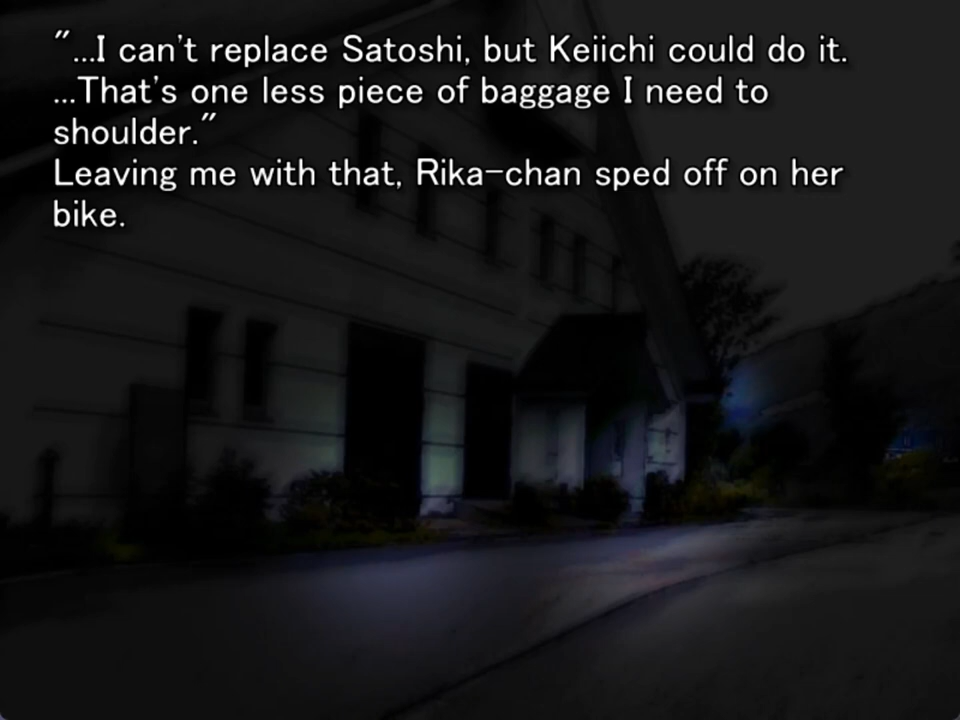 "...I can't replace Satoshi, but Keiichi could do it.
...That's one less piece of baggage I need to
shoulder."
Leaving me with that, Rika-chan sped off on her
bike.